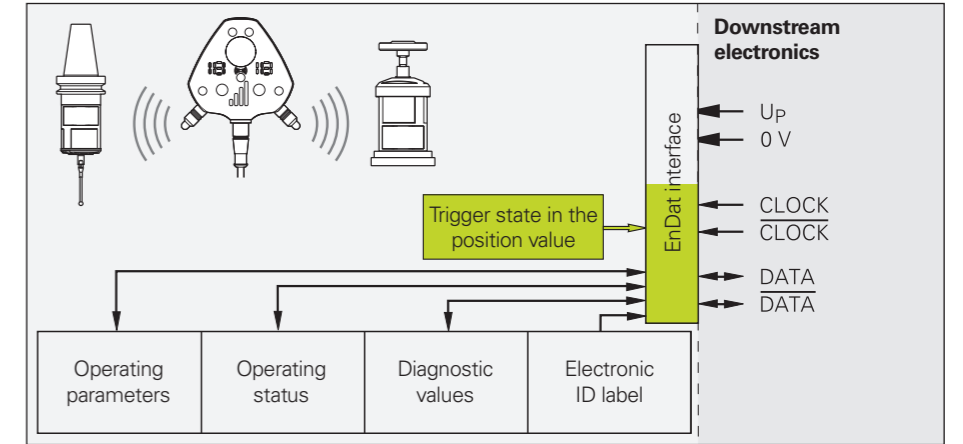 Downstream
electronics
UP
0 V
EnDat interface
Trigger state in the
position value
CLOCK
CLOCK
DATA
DATA
Operating
parameters
Operating
status
Diagnostic
values
Electronic
ID label